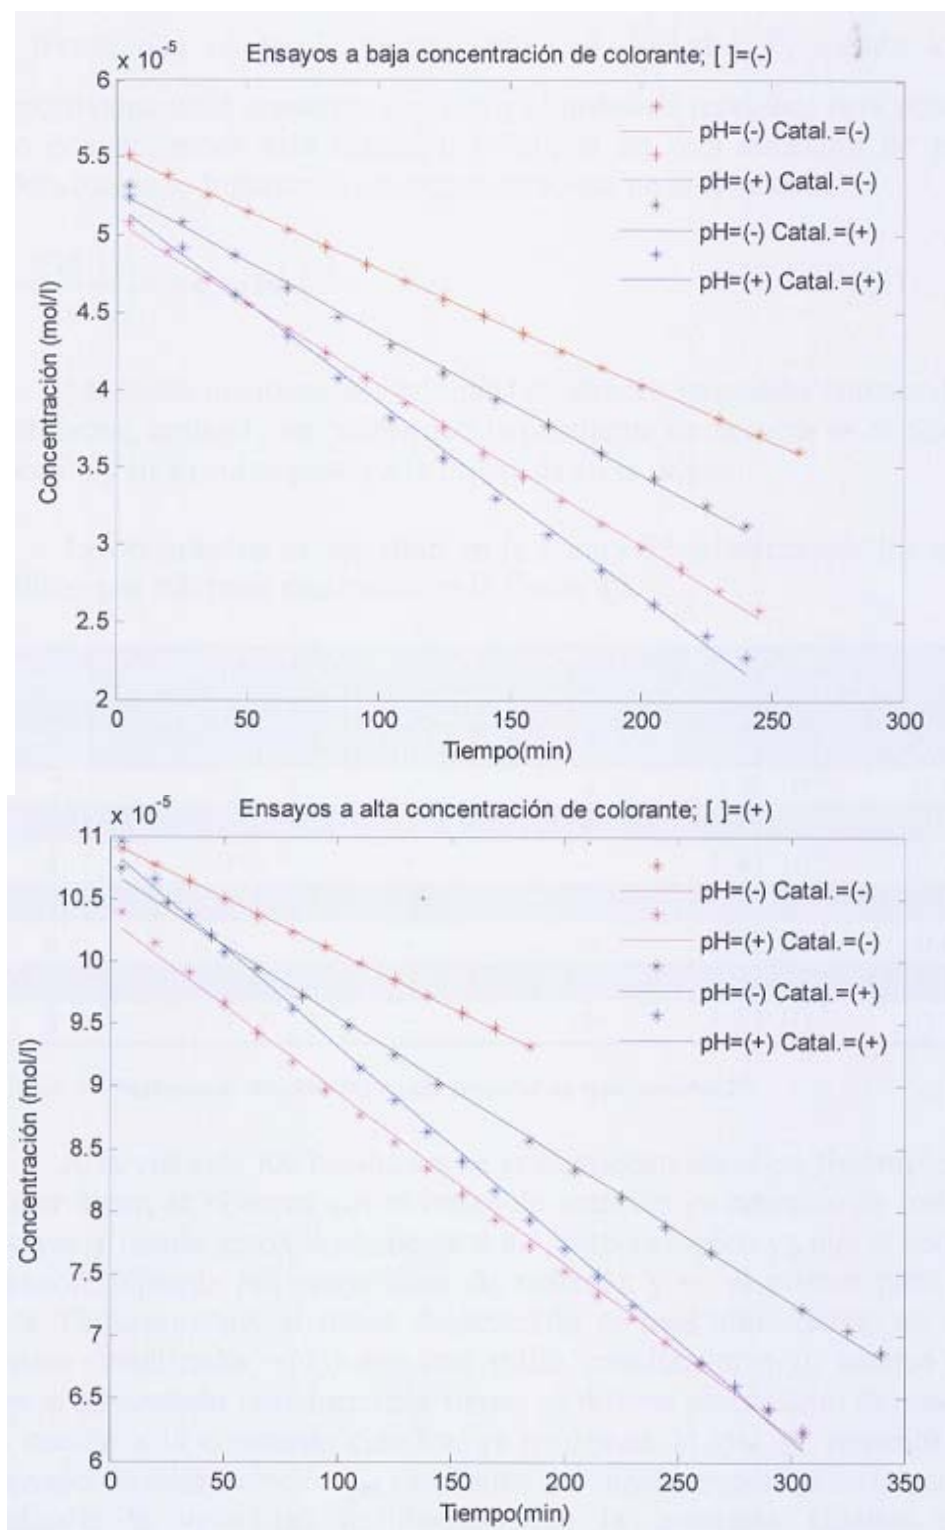 Ensayos a baja concentración de colorante; [ ]=(-)
x 10⁻⁵
6
5.5
5
4.5
4
3.5
3
2.5
2
Concentración (mol/l)
pH=(-) Catal.=(-)
pH=(+) Catal.=(-)
pH=(-) Catal.=(+)
pH=(+) Catal.=(+)
0 50 100 150 200 250 300
Tiempo(min)
Ensayos a alta concentración de colorante; [ ]=(+)
x 10⁻⁵
11
10.5
10
9.5
9
8.5
8
7.5
7
6.5
6
Concentración (mol/l)
pH=(-) Catal.=(-)
pH=(+) Catal.=(-)
pH=(-) Catal.=(+)
pH=(+) Catal.=(+)
0 50 100 150 200 250 300 350
Tiempo(min)